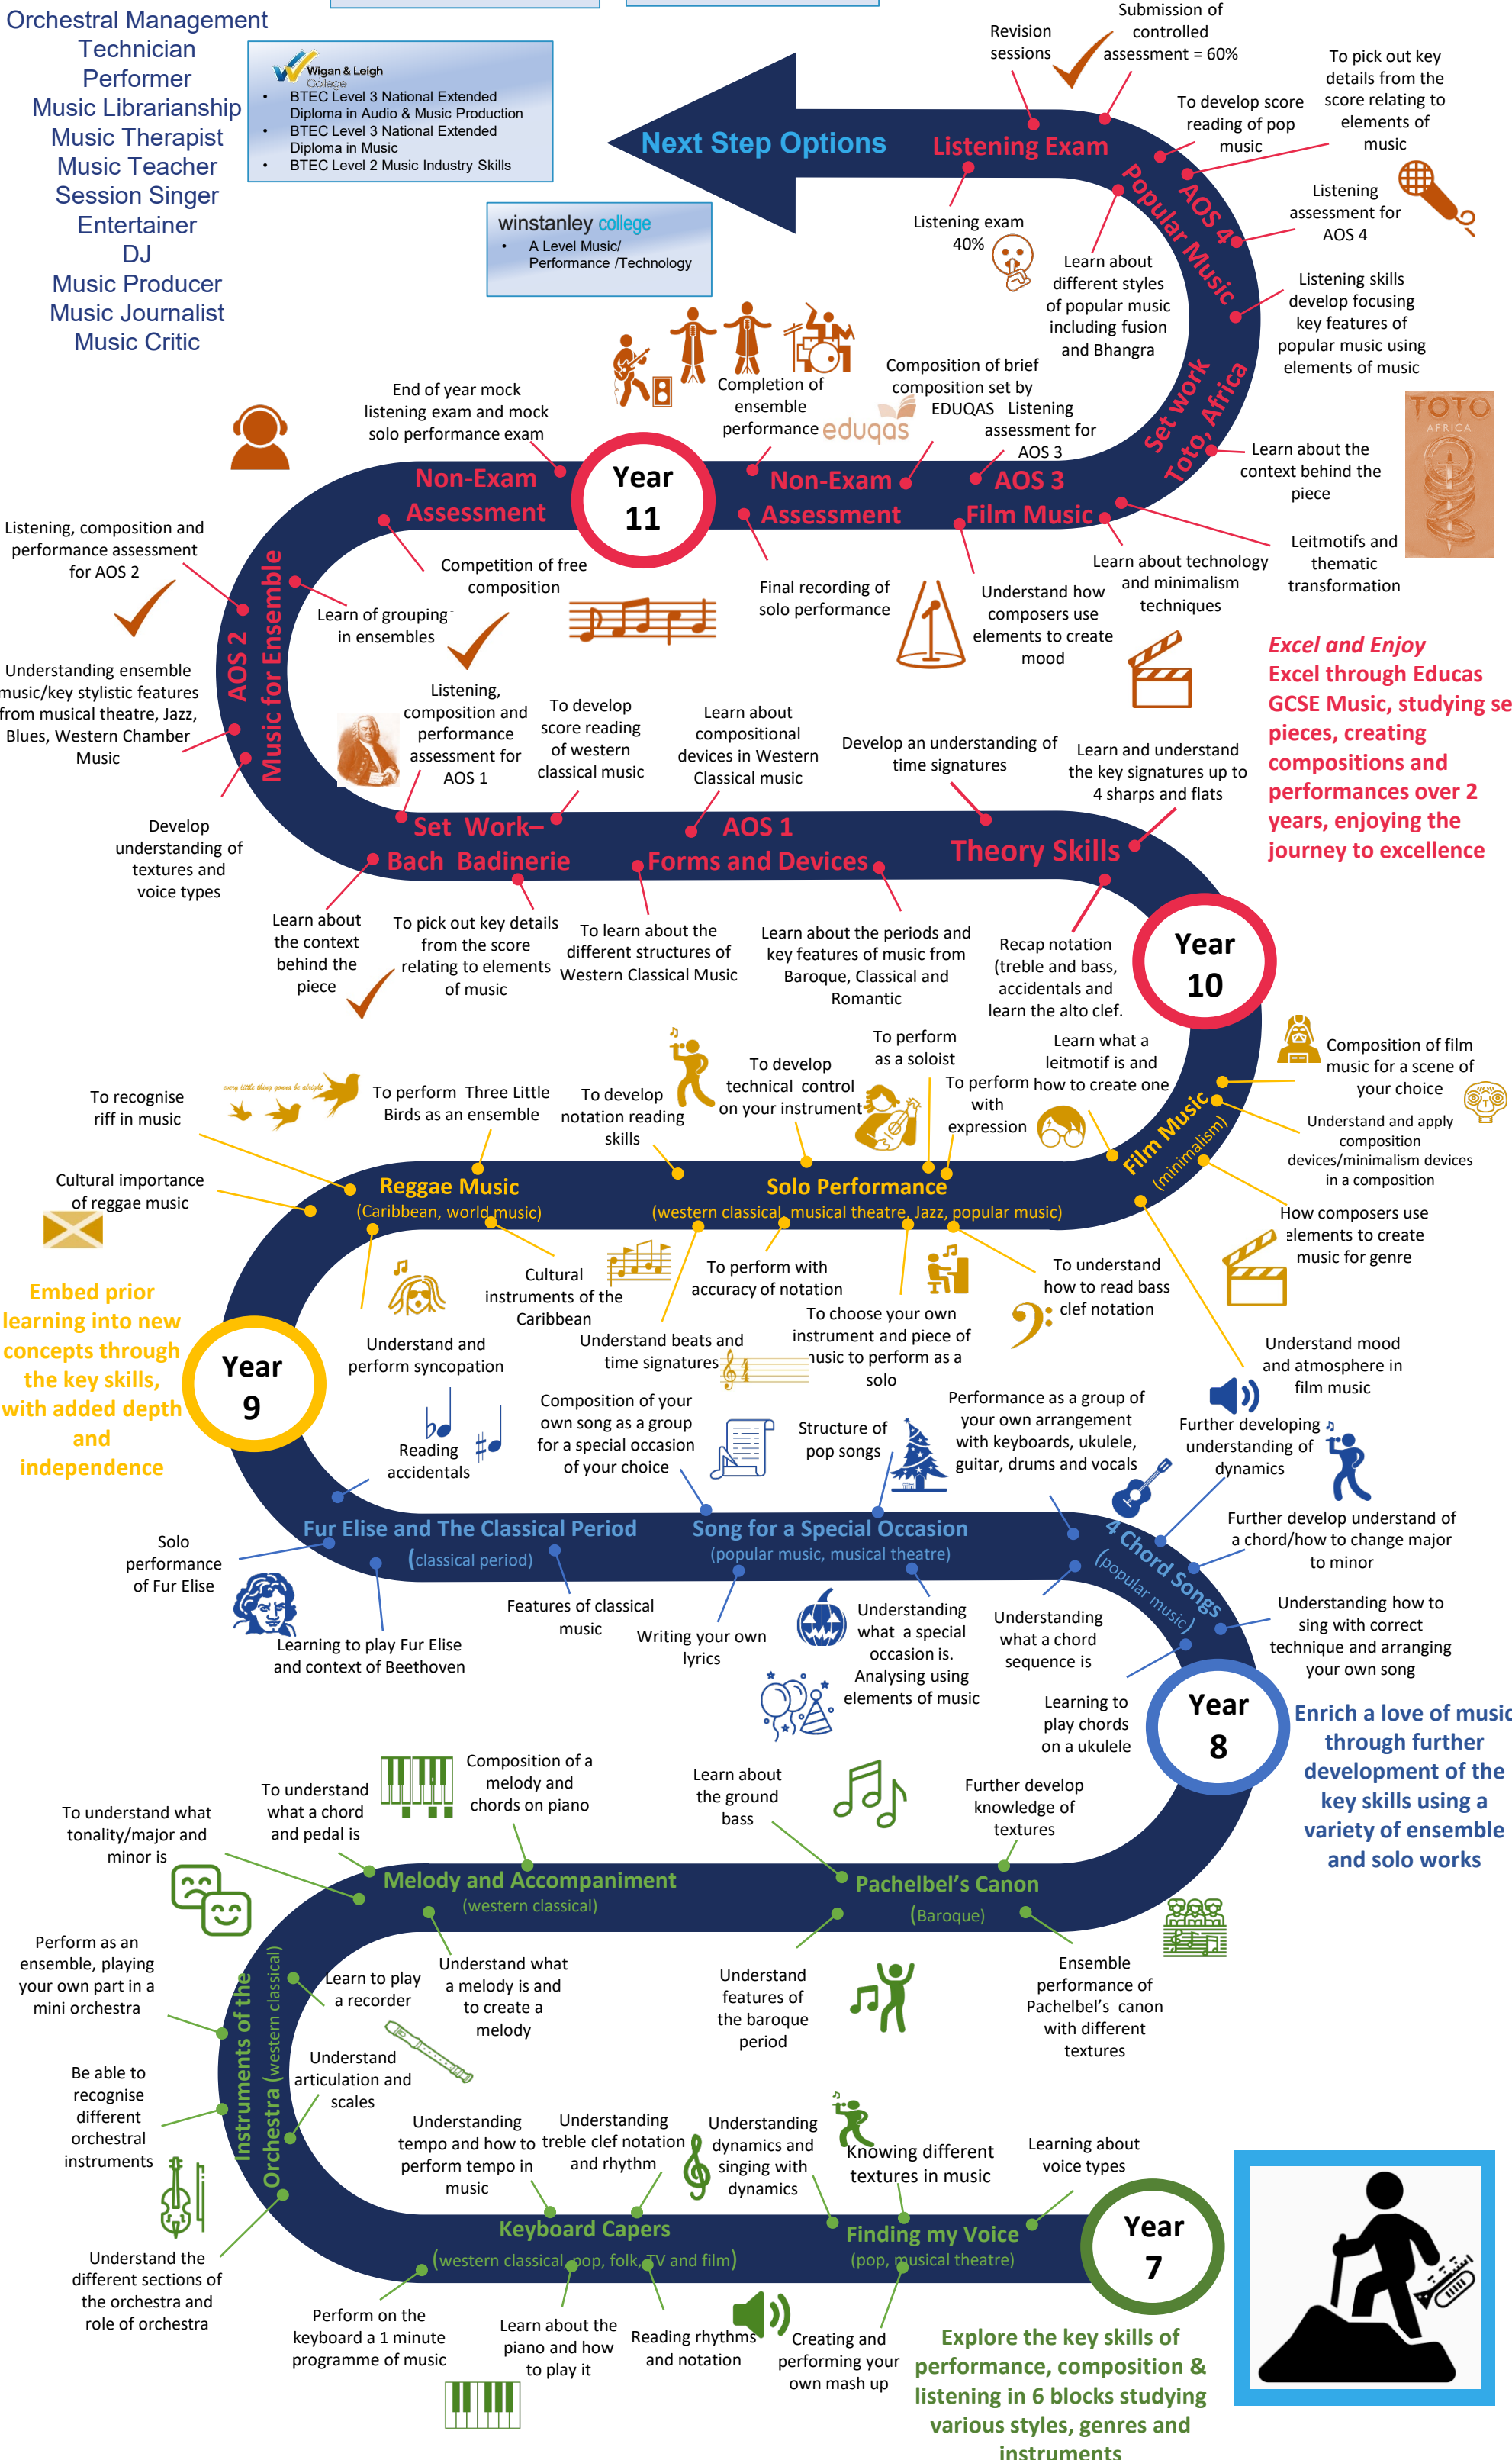 Orchestral Management
Technician
Performer
Music Librarianship
Music Therapist
Music Teacher
Session Singer
Entertainer
DJ
Music Producer
Music Journalist
Music Critic
Wigan & Leigh
College
• BTEC Level 3 National Extended
Diploma in Audio & Music Production
• BTEC Level 3 National Extended
Diploma in Music
• BTEC Level 2 Music Industry Skills
winstanley college
• A Level Music/
Performance /Technology
Next Step Options
Listening Exam
Revision
sessions
Submission of
controlled
assessment = 60%
Listening exam
40%
To develop score
reading of pop
music
To pick out key
details from the
score relating to
elements of
music
AOS 4
Popular Music
Listening
assessment for
AOS 4
Learn about
different styles
of popular music
including fusion
and Bhangra
Listening skills
develop focusing
key features of
popular music using
elements of music
Set work
Toto, Africa
TOTO
AFRICA
Learn about the
context behind the
piece
Leitmotifs and
thematic
transformation
End of year mock
listening exam and mock
solo performance exam
Completion of
ensemble
performance
eduqas
Composition of brief
composition set by
EDUQAS
Listening
assessment for
AOS 3
Non-Exam
Assessment
Year
11
Non-Exam
Assessment
AOS 3
Film Music
Competition of free
composition
Final recording of
solo performance
Understand how
composers use
elements to create
mood
Learn about technology
and minimalism
techniques
Listening, composition and
performance assessment
for AOS 2
Learn of grouping
in ensembles
AOS 2
Music for Ensemble
Understanding ensemble
music/key stylistic features
from musical theatre, Jazz,
Blues, Western Chamber
Music
Develop
understanding of
textures and
voice types
Excel and Enjoy
Excel through Educas
GCSE Music, studying se
pieces, creating
compositions and
performances over 2
years, enjoying the
journey to excellence
Listening,
composition and
performance
assessment for
AOS 1
To develop
score reading
of western
classical music
Learn about
compositional
devices in Western
Classical music
Develop an understanding of
time signatures
Learn and understand
the key signatures up to
4 sharps and flats
Set Work–
Bach Badinerie
AOS 1
Forms and Devices
Theory Skills
Learn about
the context
behind the
piece
To pick out key details
from the score
relating to elements
of music
To learn about the
different structures of
Western Classical Music
Learn about the periods and
key features of music from
Baroque, Classical and
Romantic
Recap notation
(treble and bass,
accidentals and
learn the alto clef.
Year
10
To recognise
riff in music
every little thing gonna be alright
To perform Three Little
Birds as an ensemble
To develop
notation reading
skills
To develop
technical control
on your instrument
To perform
as a soloist
To perform
with
expression
Learn what a
leitmotif is and
how to create one
Composition of film
music for a scene of
your choice
Understand and apply
composition
devices/minimalism devices
in a composition
How composers use
elements to create
music for genre
Understand mood
and atmosphere in
film music
Film Music
(minimalism)
Cultural importance
of reggae music
Reggae Music
(Caribbean, world music)
Solo Performance
(western classical, musical theatre, Jazz, popular music)
Embed prior
learning into new
concepts through
the key skills,
with added depth
and
independence
Year
9
Understand and
perform syncopation
Cultural
instruments of the
Caribbean
Understand beats and
time signatures
To perform with
accuracy of notation
To choose your own
instrument and piece of
music to perform as a
solo
To understand
how to read bass
clef notation
Reading
accidentals
Composition of your
own song as a group
for a special occasion
of your choice
Structure of
pop songs
Performance as a group of
your own arrangement
with keyboards, ukulele,
guitar, drums and vocals
Further developing
understanding of
dynamics
Further develop understand of
a chord/how to change major
to minor
Fur Elise and The Classical Period
(classical period)
Song for a Special Occasion
(popular music, musical theatre)
4 Chord Songs
(popular music)
Solo
performance
of Fur Elise
Learning to play Fur Elise
and context of Beethoven
Features of classical
music
Writing your own
lyrics
Understanding
what a special
occasion is.
Analysing using
elements of music
Understanding
what a chord
sequence is
Understanding how to
sing with correct
technique and arranging
your own song
Learning to
play chords
on a ukulele
Year
8
Enrich a love of music
through further
development of the
key skills using a
variety of ensemble
and solo works
To understand what
tonality/major and
minor is
To understand
what a chord
and pedal is
Composition of a
melody and
chords on piano
Learn about
the ground
bass
Further develop
knowledge of
textures
Melody and Accompaniment
(western classical)
Pachelbel's Canon
(Baroque)
Perform as an
ensemble, playing
your own part in a
mini orchestra
Learn to play
a recorder
Understand what
a melody is and
to create a
melody
Understand
features of
the baroque
period
Ensemble
performance of
Pachelbel's canon
with different
textures
Instruments of the
Orchestra (western classical)
Be able to
recognise
different
orchestral
instruments
Understand
articulation and
scales
Understand the
different sections of
the orchestra and
role of orchestra
Understanding
tempo and how to
perform tempo in
music
Understanding
treble clef notation
and rhythm
Understanding
dynamics and
singing with
dynamics
Knowing different
textures in music
Learning about
voice types
Keyboard Capers
(western classical, pop, folk, TV and film)
Finding my Voice
(pop, musical theatre)
Year
7
Perform on the
keyboard a 1 minute
programme of music
Learn about the
piano and how
to play it
Reading rhythms
and notation
Creating and
performing your
own mash up
Explore the key skills of
performance, composition &
listening in 6 blocks studying
various styles, genres and
instruments